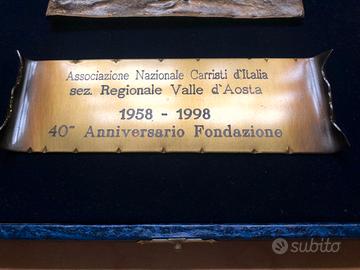 Associazione Nazionale Carristi d'Italia
sez. Regionale Valle d'Aosta
1958 - 1998
40° Anniversario Fondazione
subito